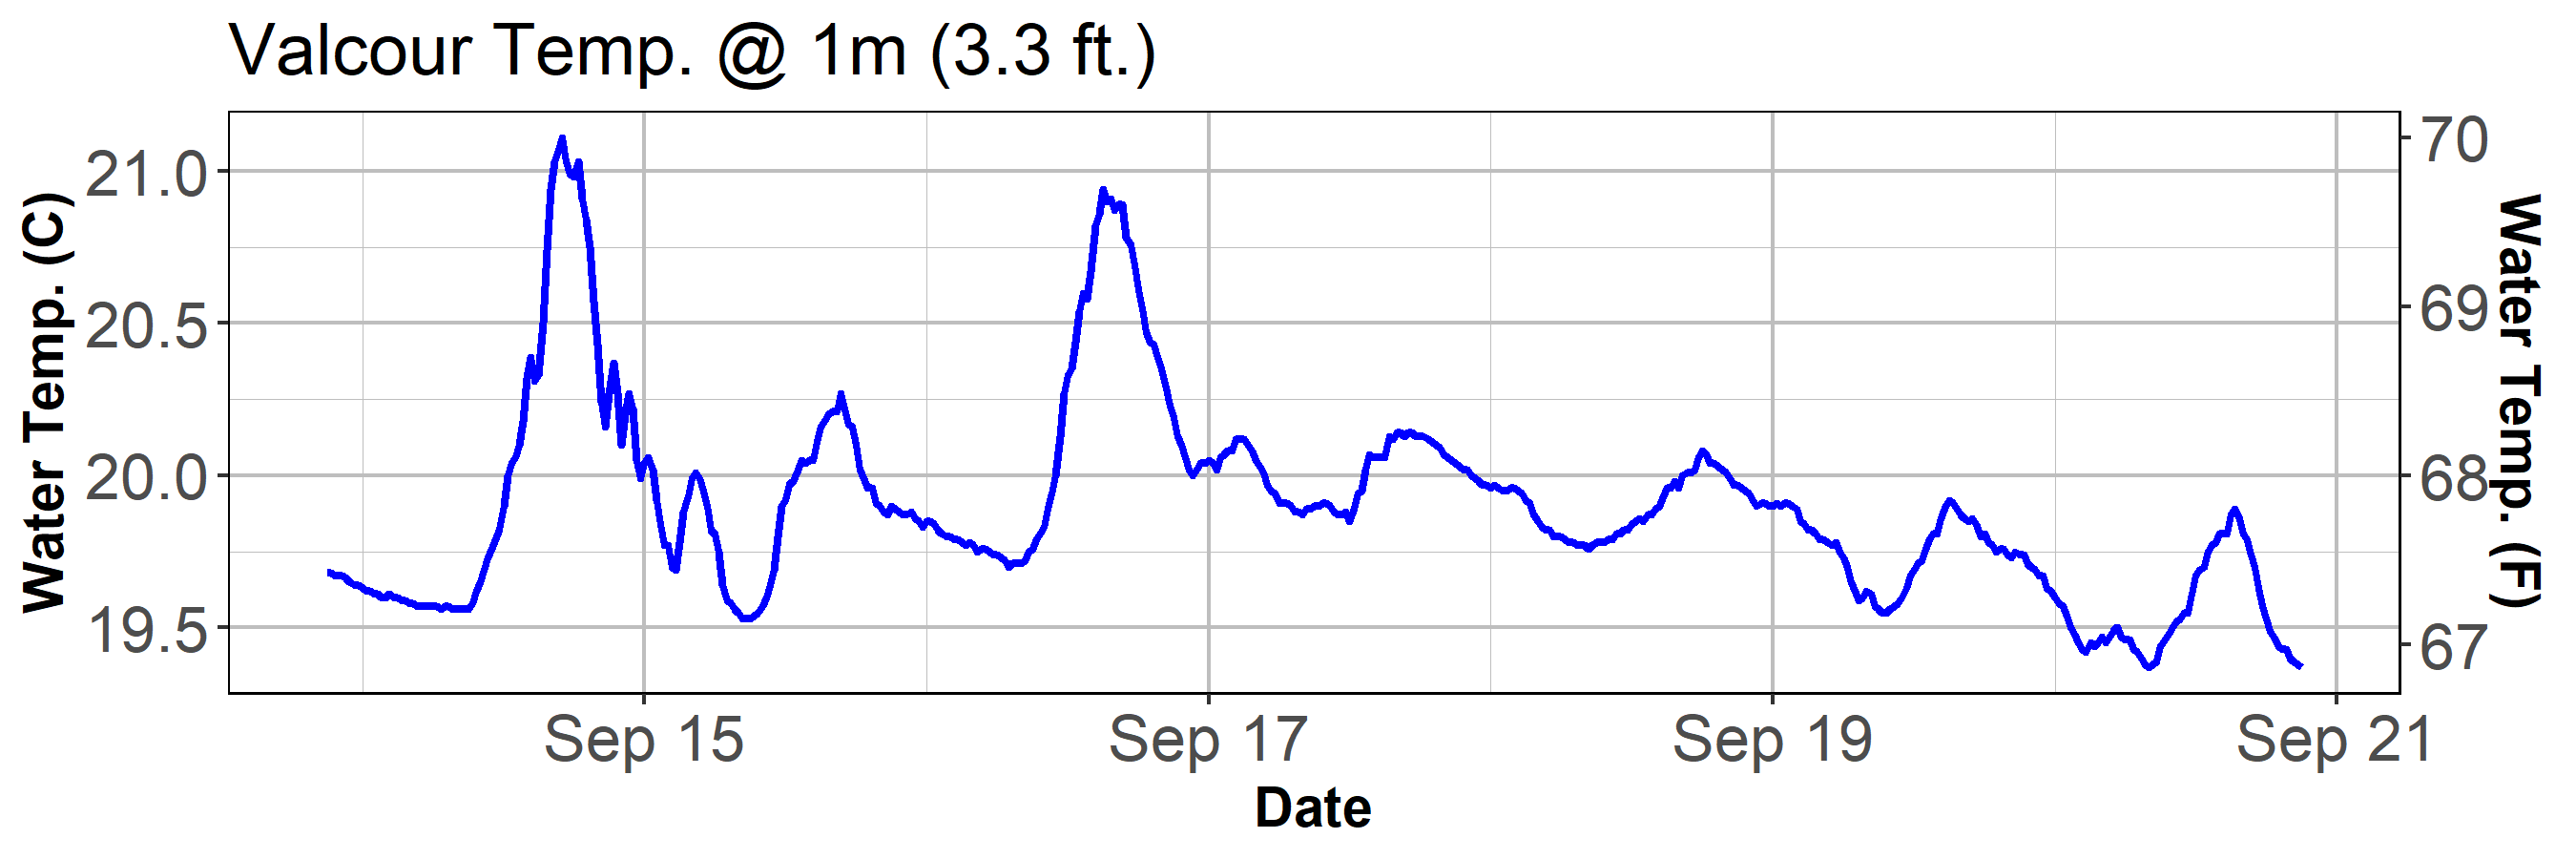 Valcour Temp. @ 1m (3.3 ft.)
Water Temp. (C)
21.0
20.5
20.0
19.5
70
69
68
67
Water Temp. (F)
Sep 15
Sep 17
Sep 19
Sep 21
Date